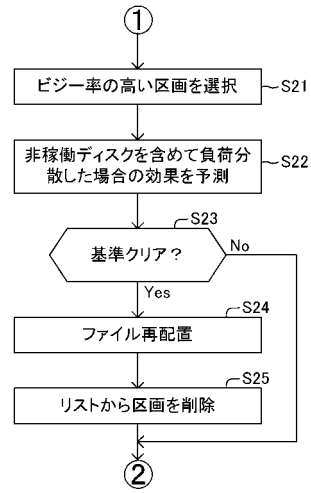 ①
ビジー率の高い区画を選択
S21
非稼働ディスクを含めて負荷分
散した場合の効果を予測
S22
S23
基準クリア？
No
Yes
S24
ファイル再配置
S25
リストから区画を削除
②